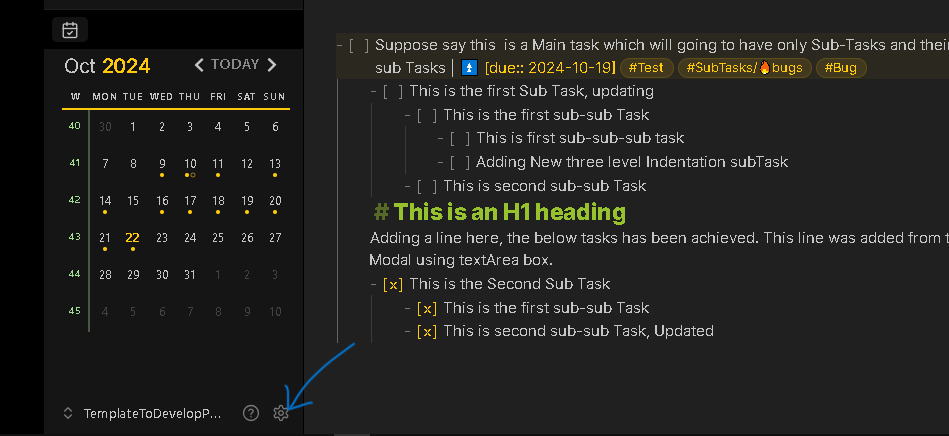 Oct 2024
TODAY
W MON TUE WED THU FRI SAT SUN
40 30 1 2 3 4 5 6
41 7 8 9 10 11 12 13
42 14 15 16 17 18 19 20
43 21 22 23 24 25 26 27
44 28 29 30 31 1 2 3
45 4 5 6 7 8 9 10
TemplateToDevelopP...
- [ ] Suppose say this is a Main task which will going to have only Sub-Tasks and their
sub Tasks | ⏫ [due:: 2024-10-19] #Test #SubTasks/🔥bugs #Bug
- [ ] This is the first Sub Task, updating
- [ ] This is the first sub-sub Task
- [ ] This is first sub-sub-sub task
- [ ] Adding New three level Indentation subTask
- [ ] This is second sub-sub Task
# This is an H1 heading
Adding a line here, the below tasks has been achieved. This line was added from
Modal using textArea box.
- [x] This is the Second Sub Task
- [x] This is the first sub-sub Task
- [x] This is second sub-sub Task, Updated